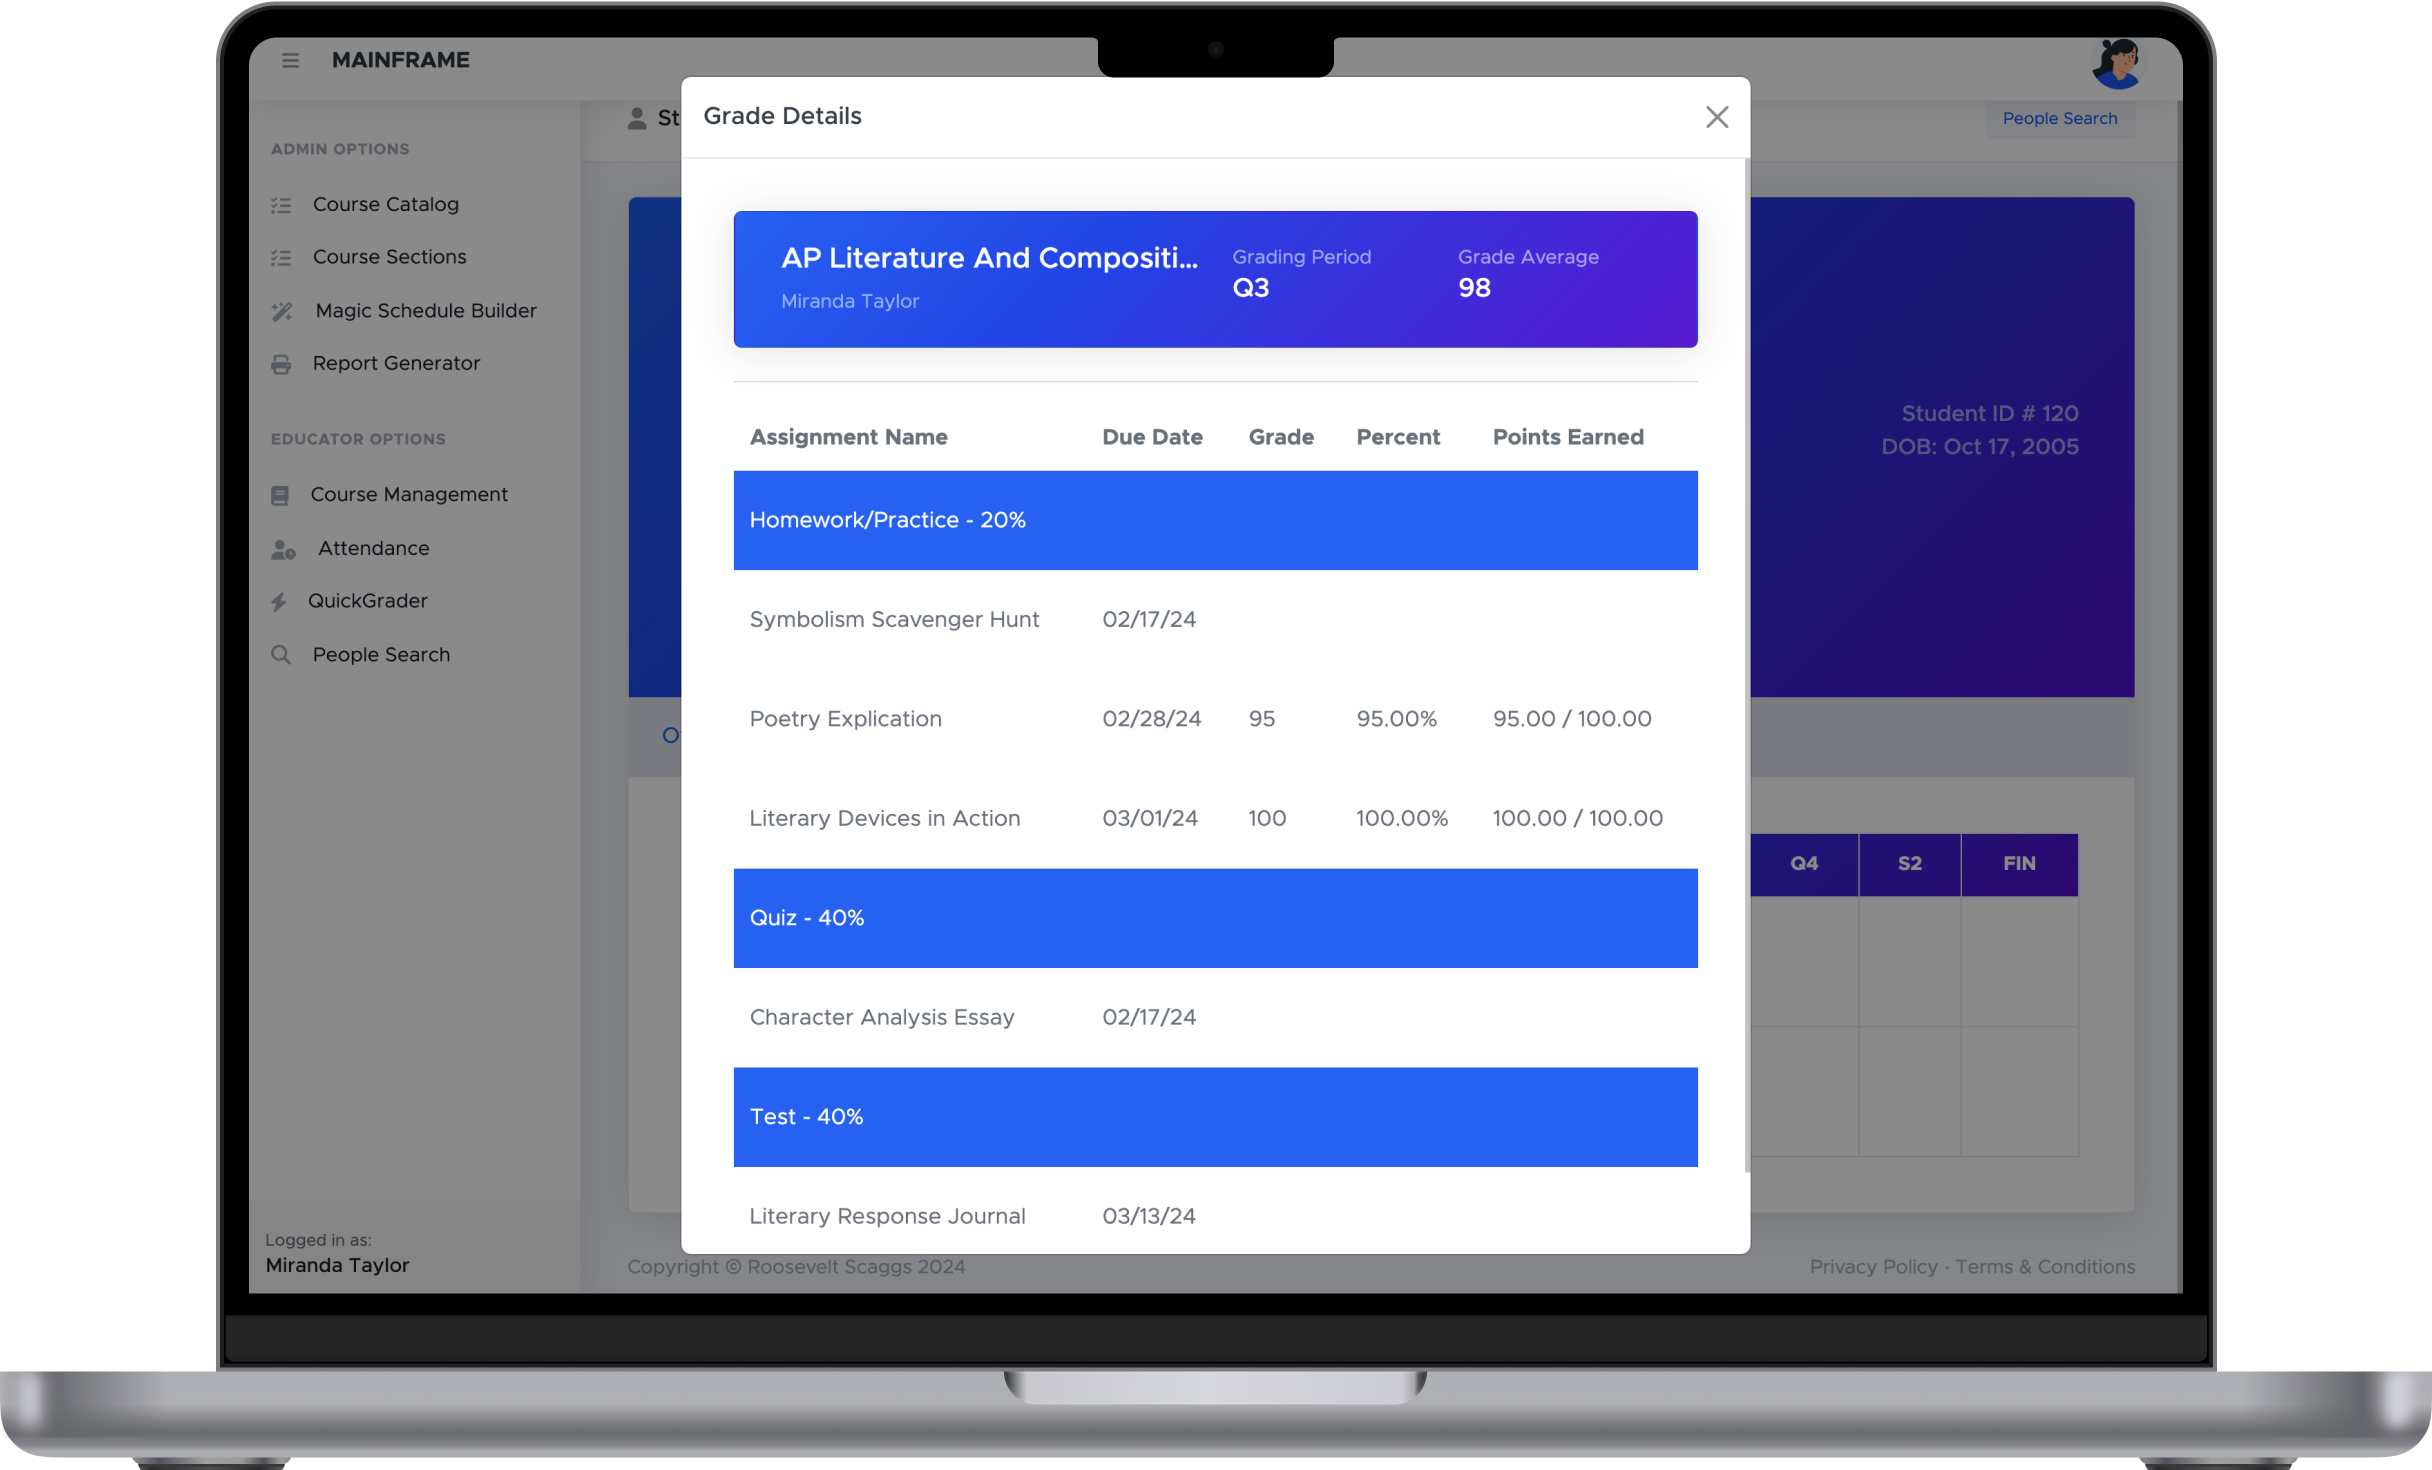 MAINFRAME
ADMIN OPTIONS
Course Catalog
Course Sections
Magic Schedule Builder
Report Generator
EDUCATOR OPTIONS
Course Management
Attendance
QuickGrader
People Search
Logged in as:
Miranda Taylor
St
People Search
Student ID # 120
DOB: Oct 17, 2005
Q4 S2 FIN
Copyright © Roosevelt Scaggs 2024
Privacy Policy · Terms & Conditions
Grade Details
AP Literature And Compositi...
Miranda Taylor
Grading Period
Q3
Grade Average
98
Assignment Name Due Date Grade Percent Points Earned
Homework/Practice - 20%
Symbolism Scavenger Hunt 02/17/24
Poetry Explication 02/28/24 95 95.00% 95.00 / 100.00
Literary Devices in Action 03/01/24 100 100.00% 100.00 / 100.00
Quiz - 40%
Character Analysis Essay 02/17/24
Test - 40%
Literary Response Journal 03/13/24